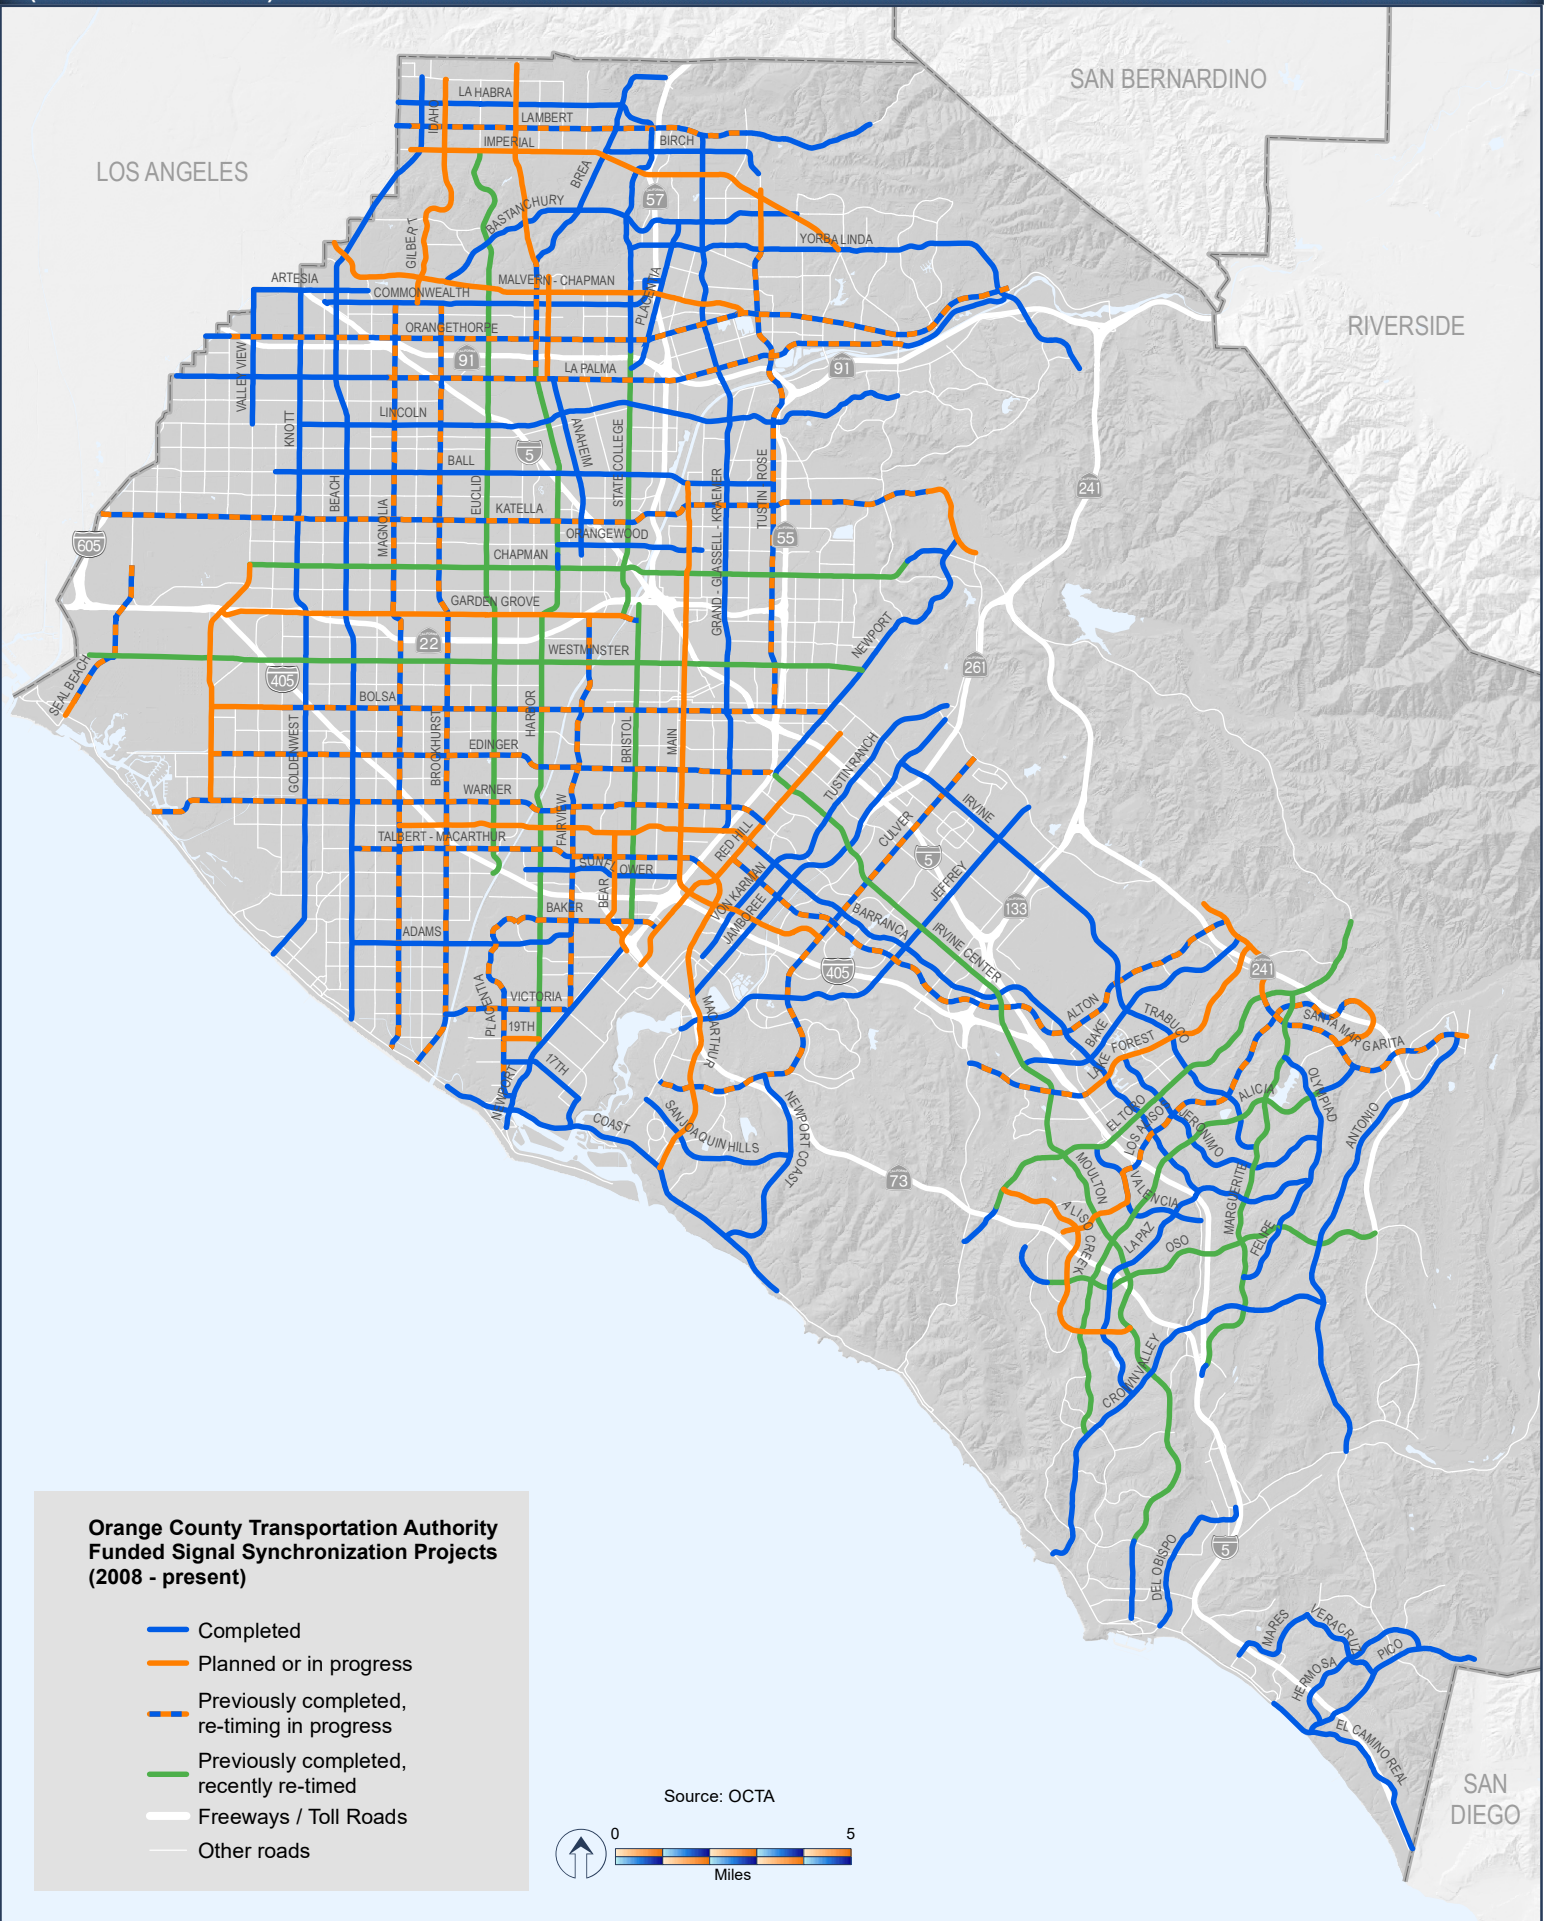 SAN BERNARDINO
LOS ANGELES
RIVERSIDE
LA HABRA
IDAHO
LAMBERT
IMPERIAL
BIRCH
BREA
57
BASTANCHURY
GILBERT
YORBA LINDA
ARTESIA
MALVERN - CHAPMAN
COMMONWEALTH
PLACENTIA
ORANGETHORPE
91
91
LA PALMA
VALLEY VIEW
KNOTT
LINCOLN
ANAHEIM
5
STATE COLLEGE
BALL
BEACH
EUCLID
KATELLA
MAGNOLIA
GRAND - GLASSELL - KRAEMER
TUSTIN
ROSE
241
605
ORANGEWOOD
55
CHAPMAN
GARDEN GROVE
22
WESTMINSTER
NEWPORT
261
SEAL BEACH
405
BOLSA
HARBOR
BRISTOL
MAIN
GOLDENWEST
BROOKHURST
EDINGER
TUSTIN RANCH
WARNER
FAIRVIEW
IRVINE
CULVER
TALBERT - MACARTHUR
RED HILL
5
SUNFLOWER
BEAR
VON KARMAN
JEFFREY
BAKER
JAMBOREE
BARRANCA
133
ADAMS
IRVINE CENTER
405
241
PLACENTIA
VICTORIA
19TH
MACARTHUR
ALTON
BAKE
TRABUCO
SANTA MARGARITA
LAKE FOREST
17TH
NEWPORT
COAST
SAN JOAQUIN HILLS
NEWPORT COAST
OLYMPIAD
ALICIA
EL TORO
LOS ALISO
JERONIMO
ANTONIO
73
MOULTON
VALENCIA
MARGUERITE
ALISO CREEK
LA PAZ
OSO
FELIPE
CROWN VALLEY
DEL OBISPO
5
MARES
VERACRUZ
PICO
HERMOSA
EL CAMINO REAL
SAN
DIEGO
Orange County Transportation Authority
Funded Signal Synchronization Projects
(2008 - present)
Completed
Planned or in progress
Previously completed,
re-timing in progress
Previously completed,
recently re-timed
Freeways / Toll Roads
Other roads
Source: OCTA
0
5
Miles